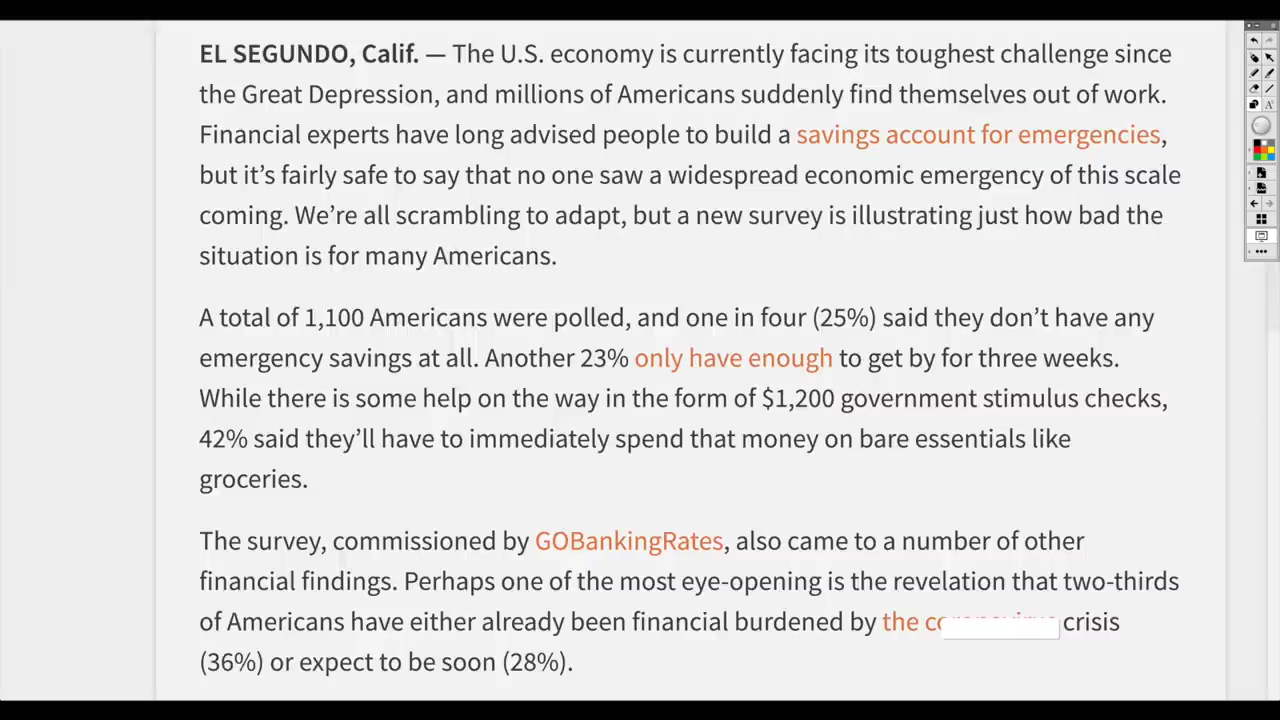 EL SEGUNDO, Calif. — The U.S. economy is currently facing its toughest challenge since
the Great Depression, and millions of Americans suddenly find themselves out of work.
Financial experts have long advised people to build a savings account for emergencies,
but it’s fairly safe to say that no one saw a widespread economic emergency of this scale
coming. We’re all scrambling to adapt, but a new survey is illustrating just how bad the
situation is for many Americans.
A total of 1,100 Americans were polled, and one in four (25%) said they don’t have any
emergency savings at all. Another 23% only have enough to get by for three weeks.
While there is some help on the way in the form of $1,200 government stimulus checks,
42% said they’ll have to immediately spend that money on bare essentials like
groceries.
The survey, commissioned by GOBankingRates, also came to a number of other
financial findings. Perhaps one of the most eye-opening is the revelation that two-thirds
of Americans have either already been financial burdened by the crisis
(36%) or expect to be soon (28%).